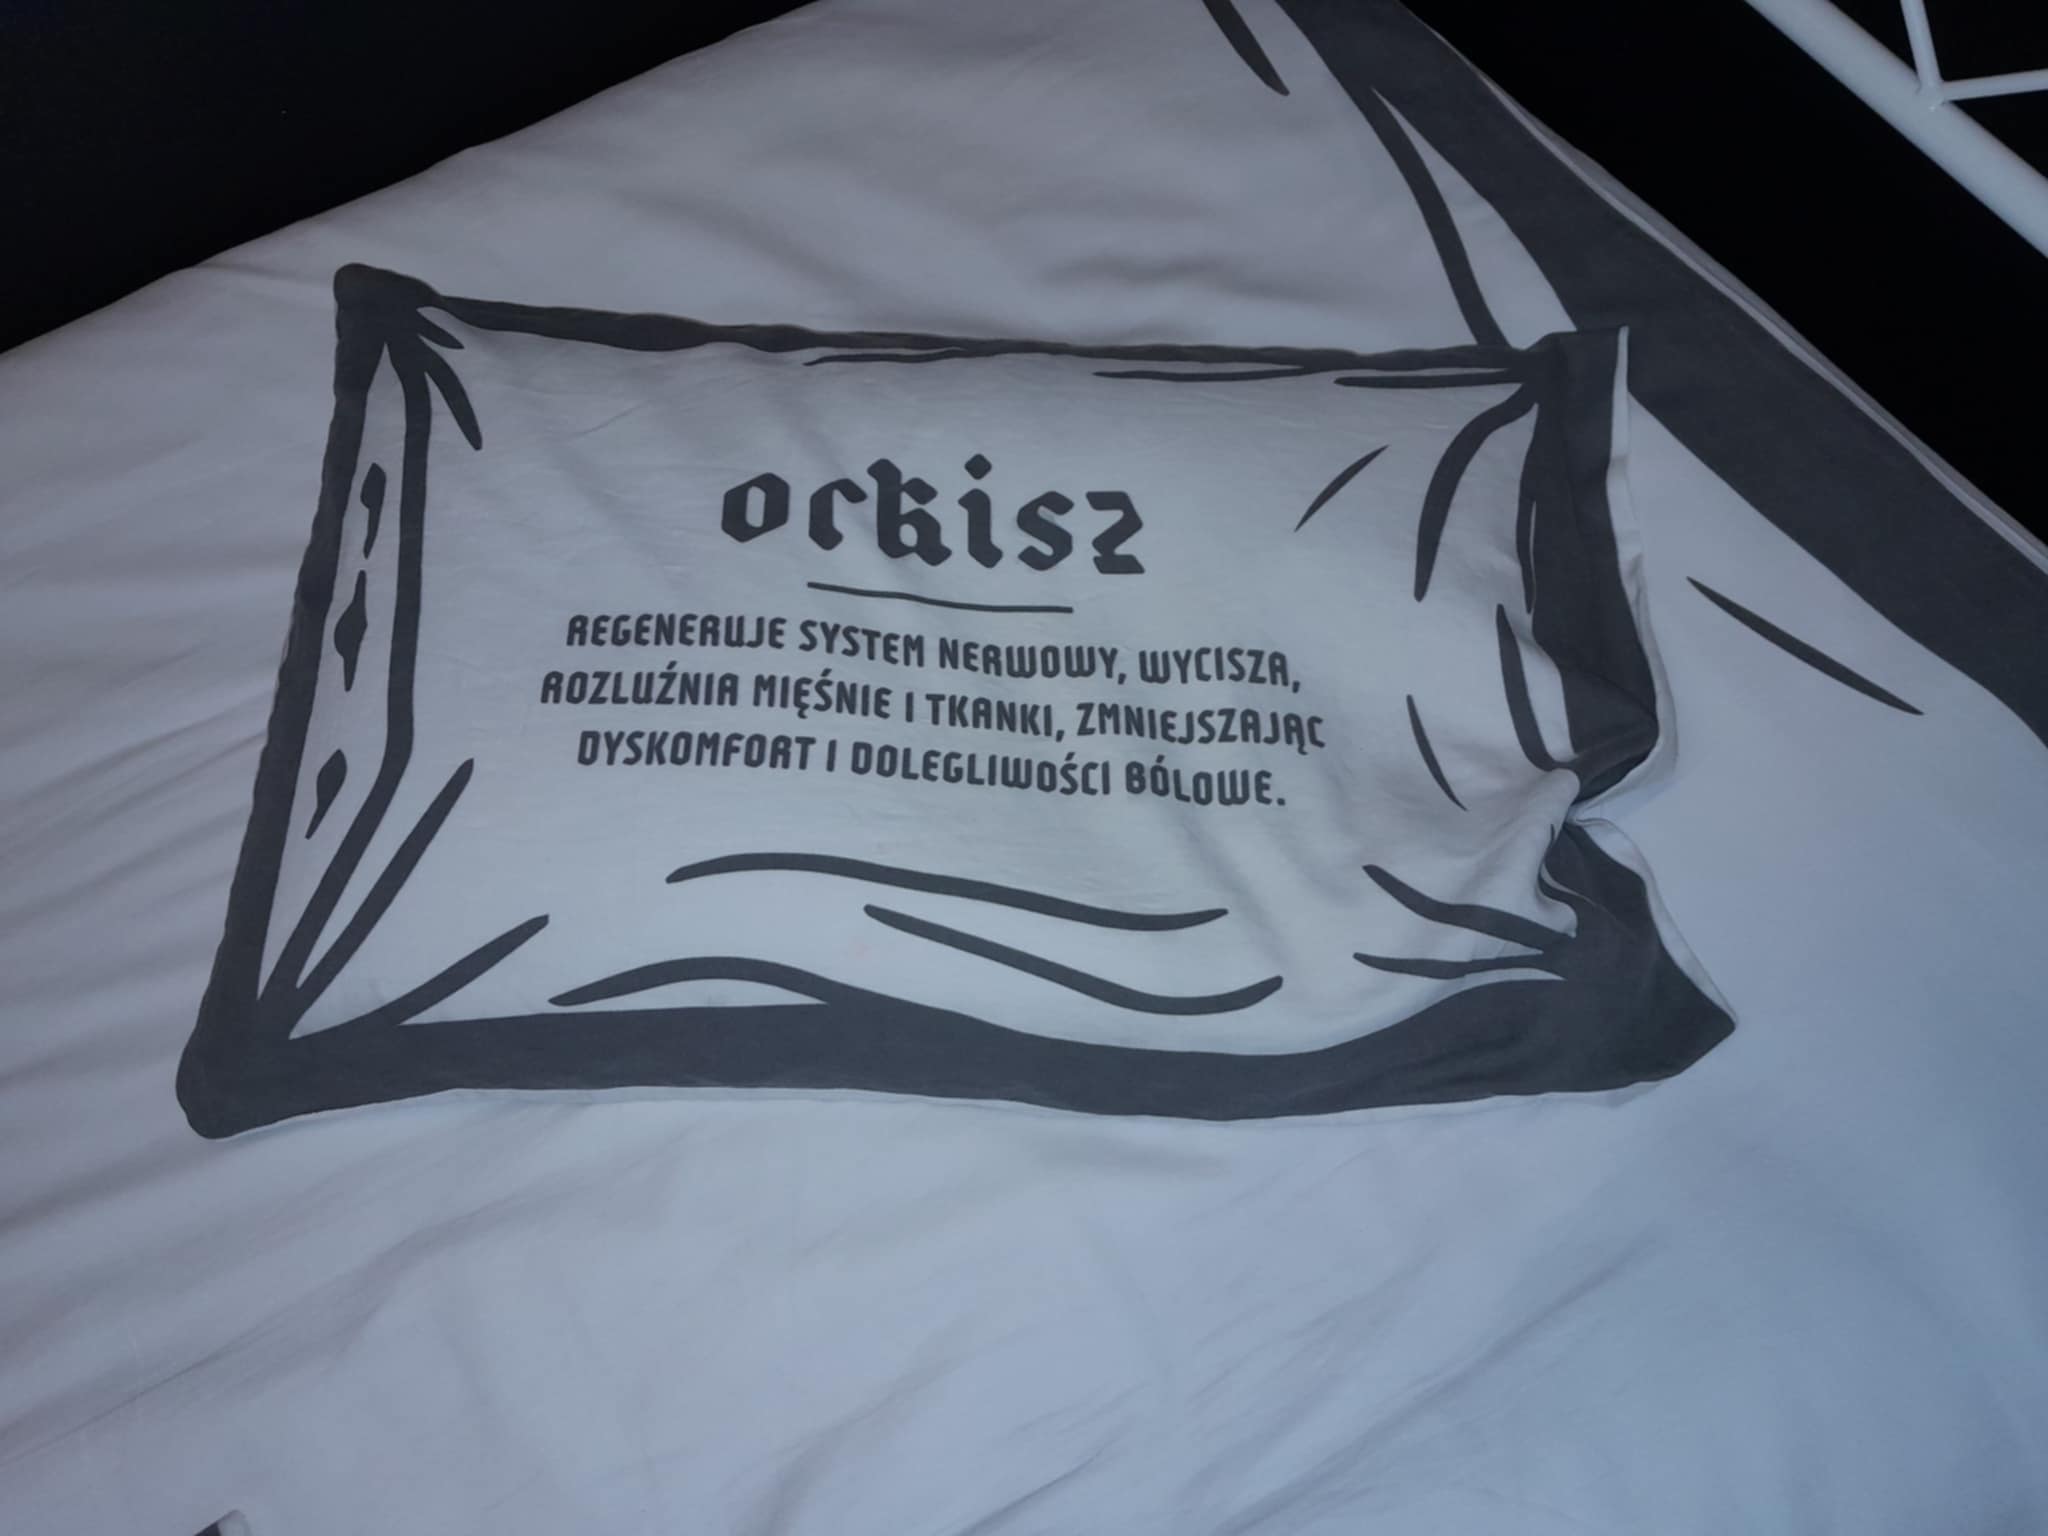 orkisz
REGENERUJE SYSTEM NERWOWY, WYCISZA,
ROZLUŹNIA MIĘŚNIE I TKANKI, ZMNIEJSZAJĄC
DYSKOMFORT I DOLEGLIWOŚCI BÓLOWE.